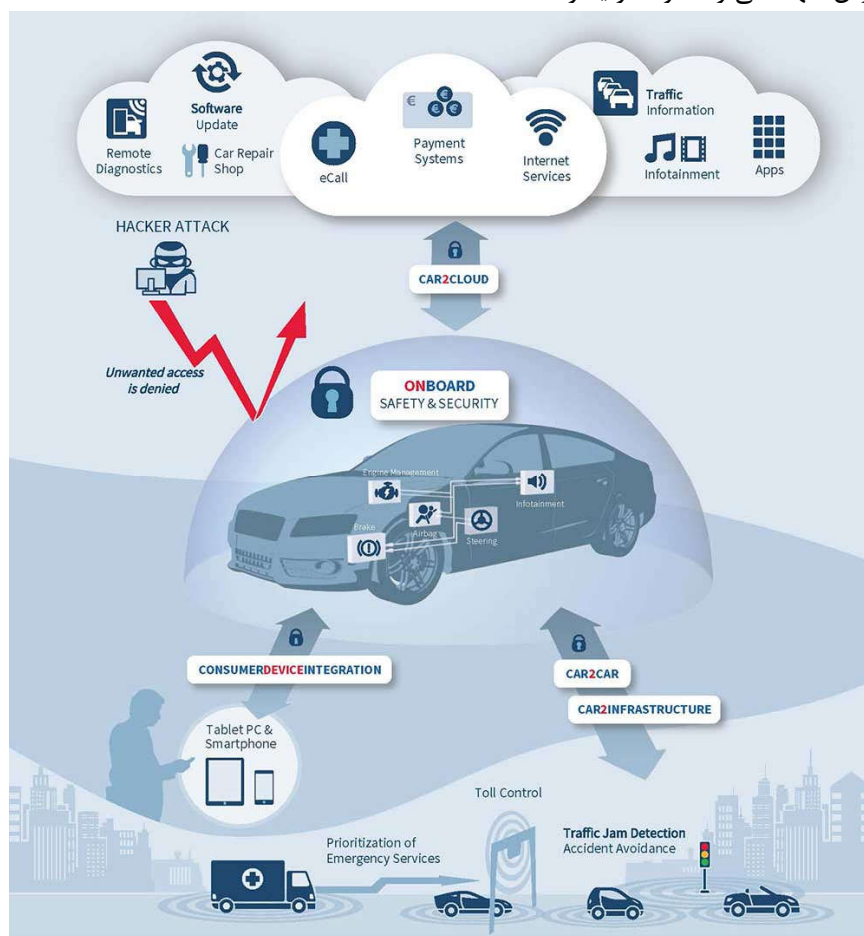 Software
Update
Remote
Diagnostics
Car Repair
Shop
eCall
€
€
€ €
Payment
Systems
Internet
Services
Traffic
Information
Infotainment
Apps
HACKER ATTACK
CAR2CLOUD
Unwanted access
is denied
ONBOARD
SAFETY & SECURITY
Engine Management
Infotainment
Airbag
Steering
Brake
CONSUMERDEVICEINTEGRATION
CAR2CAR
CAR2INFRASTRUCTURE
Tablet PC &
Smartphone
Toll Control
Prioritization of
Emergency Services
Traffic Jam Detection
Accident Avoidance